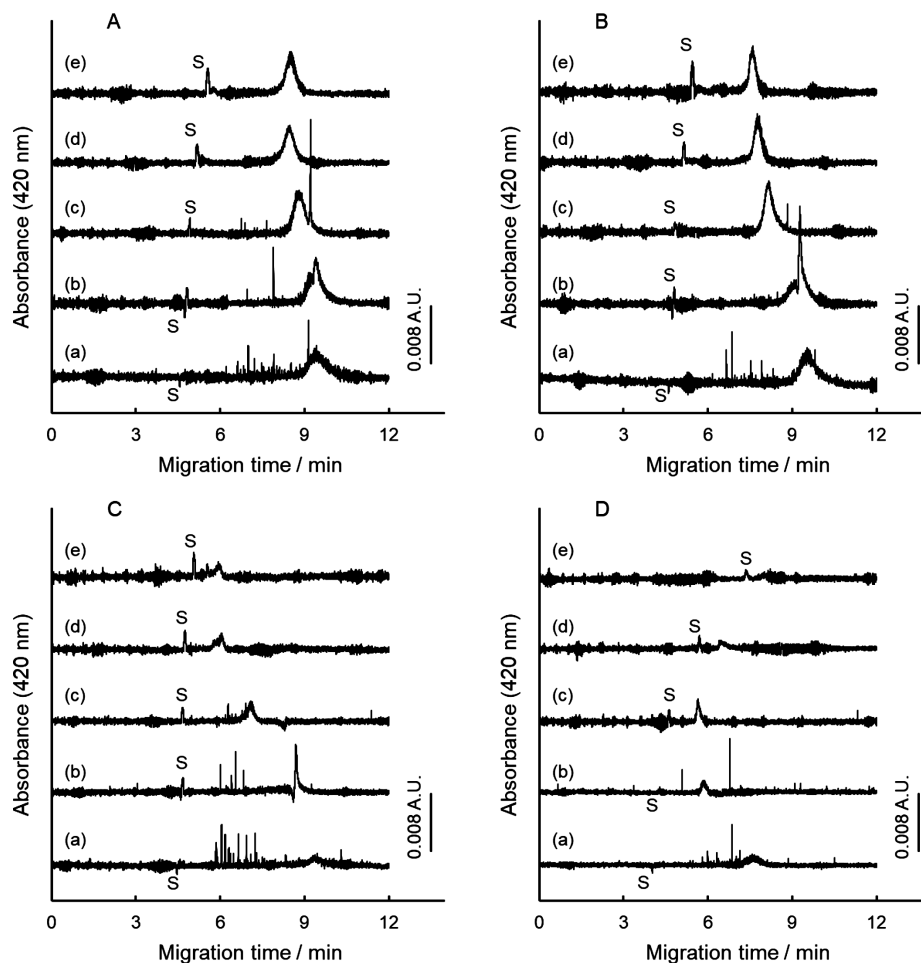 A
B
Absorbance (420 nm)
(e)
S
(d)
S
(c)
S
(b)
S
(a)
S
0
3
6
9
12
Migration time / min
0.008 A.U.
Absorbance (420 nm)
(e)
S
(d)
S
(c)
S
(b)
S
(a)
S
0
3
6
9
12
Migration time / min
0.008 A.U.
C
D
Absorbance (420 nm)
(e)
S
(d)
S
(c)
S
(b)
S
(a)
S
0
3
6
9
12
Migration time / min
0.008 A.U.
Absorbance (420 nm)
(e)
S
(d)
S
(c)
S
(b)
S
(a)
S
0
3
6
9
12
Migration time / min
0.008 A.U.